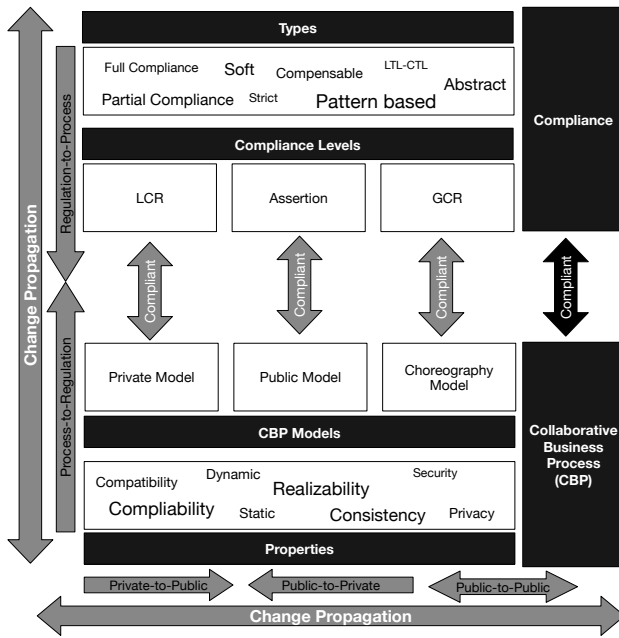 Types
Full Compliance
Soft
Compensable
LTL-CTL
Abstract
Partial Compliance
Strict
Pattern based
Compliance
Compliance Levels
LCR
Assertion
GCR
Change Propagation
Regulation-to-Process
Process-to-Regulation
Compliant
Compliant
Compliant
Compliant
Private Model
Public Model
Choreography
Model
CBP Models
Collaborative
Business
Process
(CBP)
Compatibility
Dynamic
Realizability
Security
Compliability
Static
Consistency
Privacy
Properties
Private-to-Public
Public-to-Private
Public-to-Public
Change Propagation